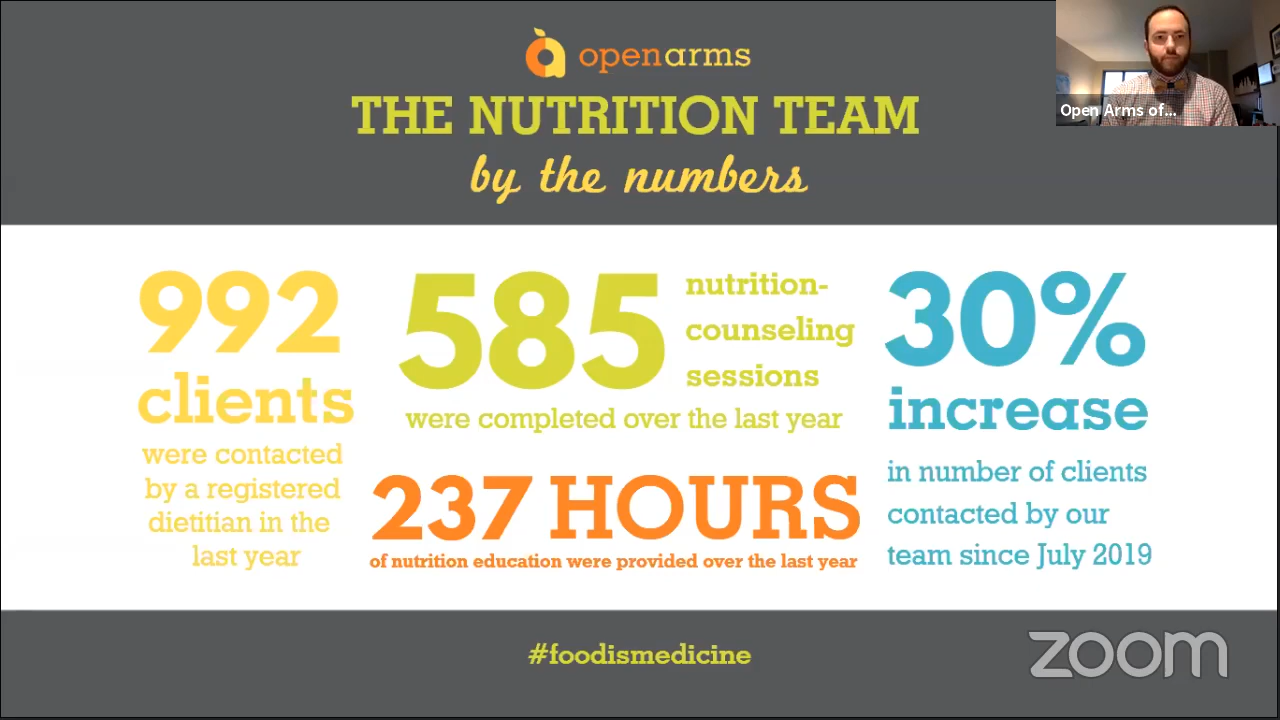 openarms
THE NUTRITION TEAM
by the numbers
Open Arms of...
992
clients
were contacted
by a registered
dietitian in the
last year
585
nutrition-
counseling
sessions
were completed over the last year
237 HOURS
of nutrition education were provided over the last year
30%
increase
in number of clients
contacted by our
team since July 2019
#foodismedicine
zoom